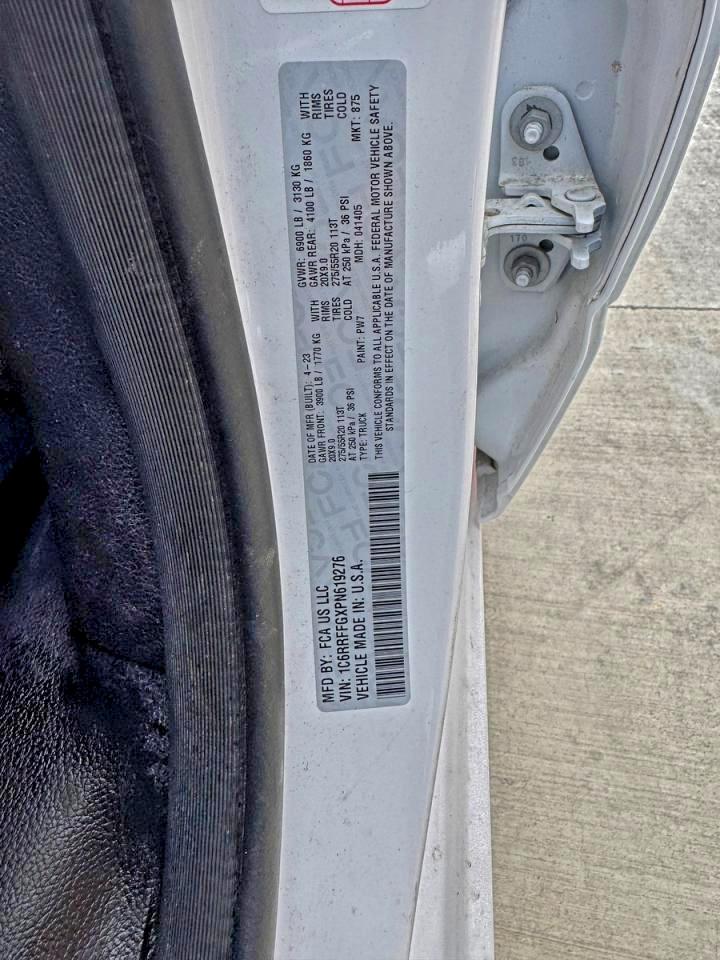 MFD BY: FCA US LLC
VIN: 1C6RRFFGXPN619276
VEHICLE MADE IN: U.S.A.
DATE OF MFR (BUILT): 4-23
GAWR FRONT: 3900 LB / 1770 KG WITH
20X9.0 RIMS
275/55R20 113T TIRES
AT 250 kPa / 36 PSI COLD
TYPE: TRUCK
PAINT: PW7
GVWR: 6900 LB / 3130 KG
GAWR REAR: 4100 LB / 1860 KG WITH
20X9.0 RIMS
275/55R20 113T TIRES
AT 250 kPa / 36 PSI COLD
MDH: 041405
MKT: 875
THIS VEHICLE CONFORMS TO ALL APPLICABLE U.S.A. FEDERAL MOTOR VEHICLE SAFETY
STANDARDS IN EFFECT ON THE DATE OF MANUFACTURE SHOWN ABOVE.
170